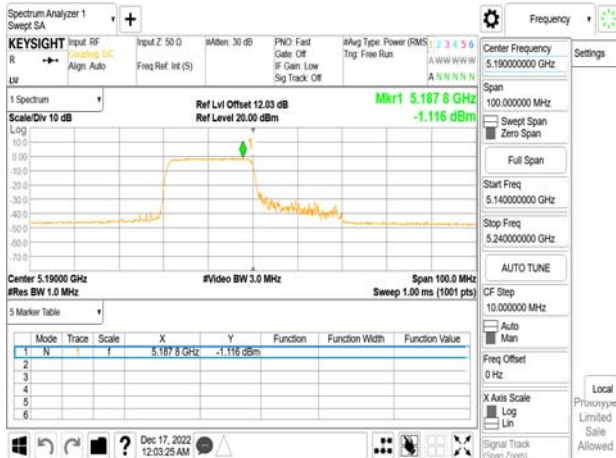 Spectrum Analyzer 1
Swept SA
+
Frequency
KEYSIGHT Input: RF
R Coupling: DC
Align: Auto
LVI
Input Z: 50 Ω
Freq Ref: Int (S)
#Atten: 30 dB
PNO: Fast
Gate: Off
IF Gain: Low
Sig Track: Off
#Avg Type: Power (RMS
Trig: Free Run
1 2 3 4 5 6
A W W W W W
A N N N N N
1 Spectrum
Scale/Div 10 dB
Ref Lvl Offset 12.03 dB
Ref Level 20.00 dBm
Mkr1 5.187 8 GHz
-1.116 dBm
Log
10.0
0.00
-10.0
-20.0
-30.0
-40.0
-50.0
-60.0
-70.0
1
Center 5.19000 GHz
#Res BW 1.0 MHz
#Video BW 3.0 MHz
Span 100.0 MHz
Sweep 1.00 ms (1001 pts)
5 Marker Table
Mode Trace Scale X Y Function Function Width Function Value
1 N 1 f 5.187 8 GHz -1.116 dBm
2
3
4
5
6
? Dec 17, 2022
12:03:25 AM
Center Frequency
5.190000000 GHz
Span
100.000000 MHz
Swept Span
Zero Span
Full Span
Start Freq
5.140000000 GHz
Stop Freq
5.240000000 GHz
AUTO TUNE
CF Step
10.000000 MHz
Auto
Man
Freq Offset
0 Hz
X Axis Scale
Log
Lin
Signal Track
(Span Zoom)
Settings
Local
Prototype
Limited
Sale
Allowed